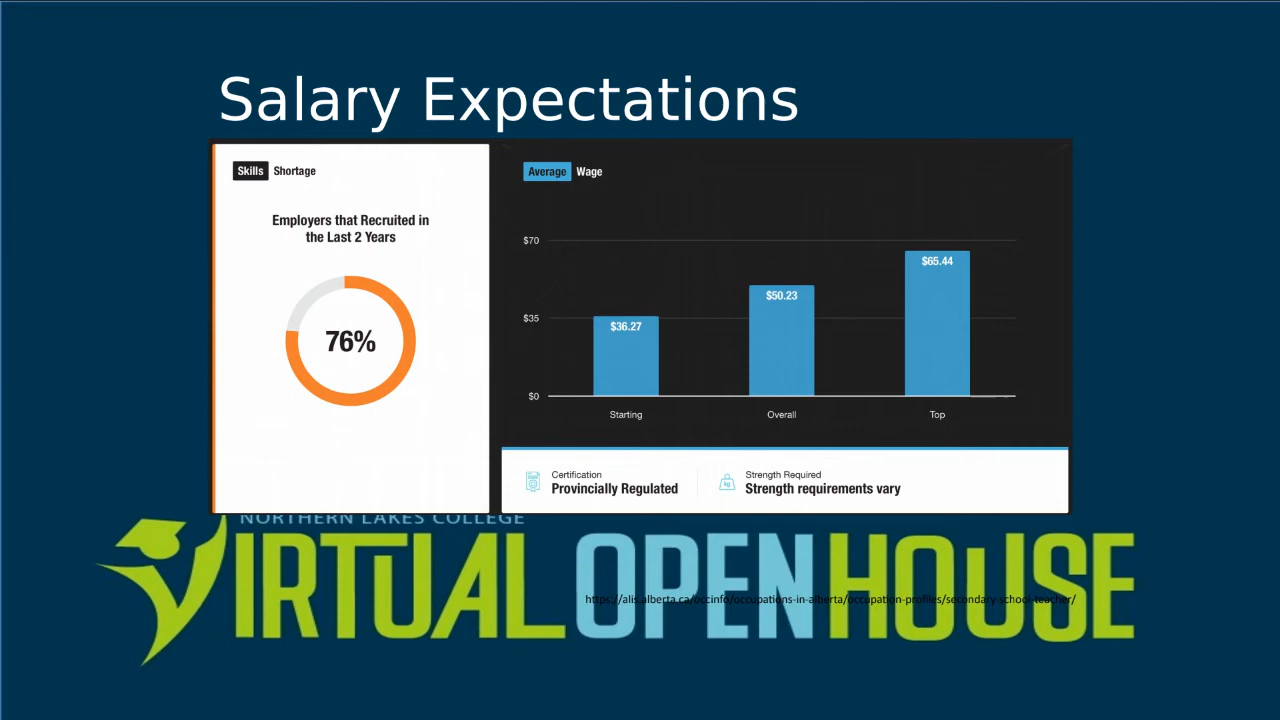 Salary Expectations
Skills Shortage
Employers that Recruited in
the Last 2 Years
76%
Average Wage
$70
$35
$0
$36.27
$50.23
$65.44
Starting
Overall
Top
Certification
Provincially Regulated
kg
Strength Required
Strength requirements vary
NORTHERN LAKES COLLEGE
VIRTUAL OPEN HOUSE
https://alis.alberta.ca/occinfo/occupations-in-alberta/occupation-profiles/secondary-school-teacher/